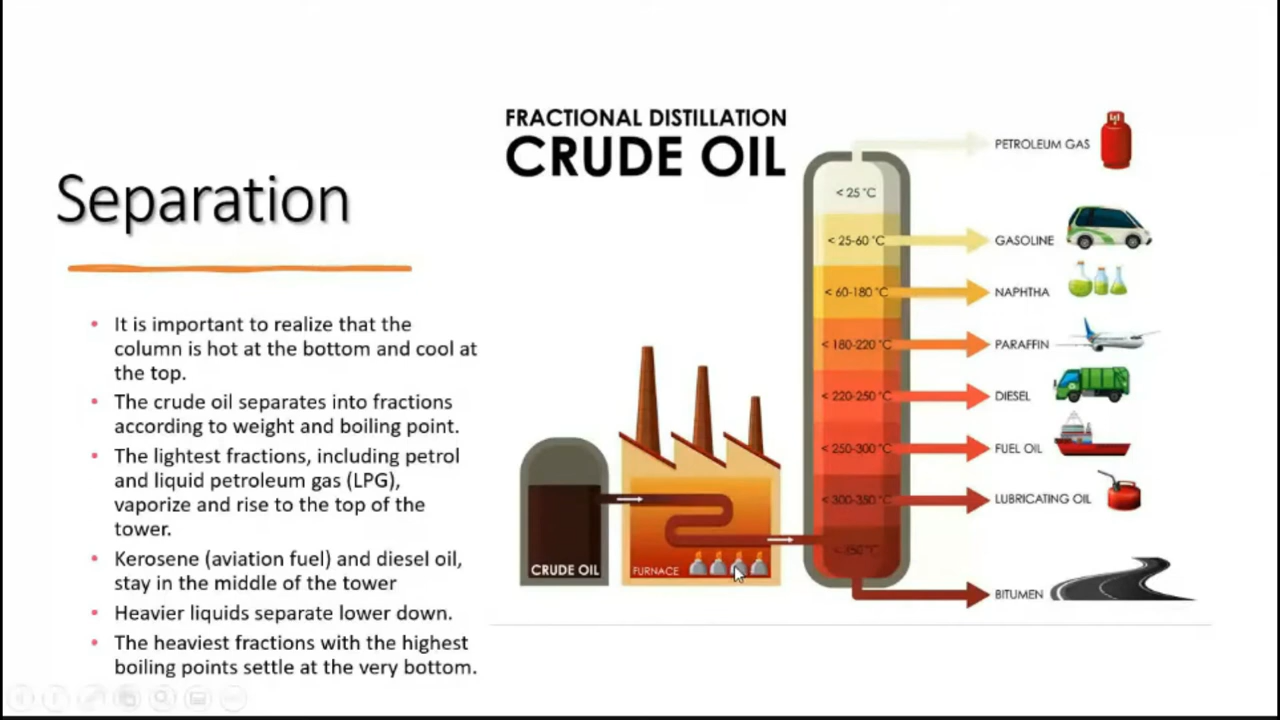 Separation
It is important to realize that the
column is hot at the bottom and cool at
the top.
The crude oil separates into fractions
according to weight and boiling point.
The lightest fractions, including petrol
and liquid petroleum gas (LPG),
vaporize and rise to the top of the
tower.
Kerosene (aviation fuel) and diesel oil,
stay in the middle of the tower
Heavier liquids separate lower down.
The heaviest fractions with the highest
boiling points settle at the very bottom.
FRACTIONAL DISTILLATION
CRUDE OIL
< 25 °C
< 25-60 °C
< 60-180 °C
< 180-220 °C
< 220-250 °C
< 250-300 °C
< 300-350 °C
PETROLEUM GAS
GASOLINE
NAPHTHA
PARAFFIN
DIESEL
FUEL OIL
LUBRICATING OIL
BITUMEN
CRUDE OIL
FURNACE